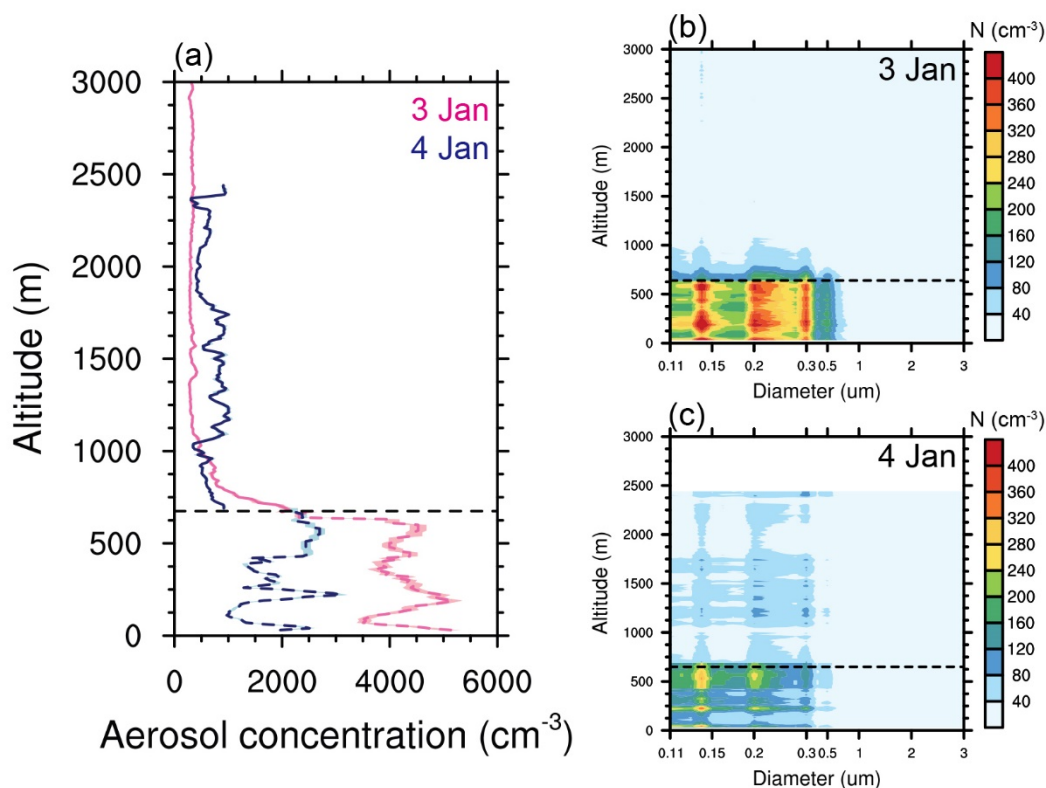 (a)
3000
2500
2000
1500
1000
500
0
Altitude (m)
3 Jan
4 Jan
0 2000 4000 6000
Aerosol concentration (cm-3)
(b)
N (cm-3)
3 Jan
3000
2500
2000
1500
1000
500
0
Altitude (m)
0.11 0.15 0.2 0.3 0.5 1 2 3
Diameter (um)
400
360
320
280
240
200
160
120
80
40
(c)
N (cm-3)
4 Jan
3000
2500
2000
1500
1000
500
0
Altitude (m)
0.11 0.15 0.2 0.3 0.5 1 2 3
Diameter (um)
400
360
320
280
240
200
160
120
80
40